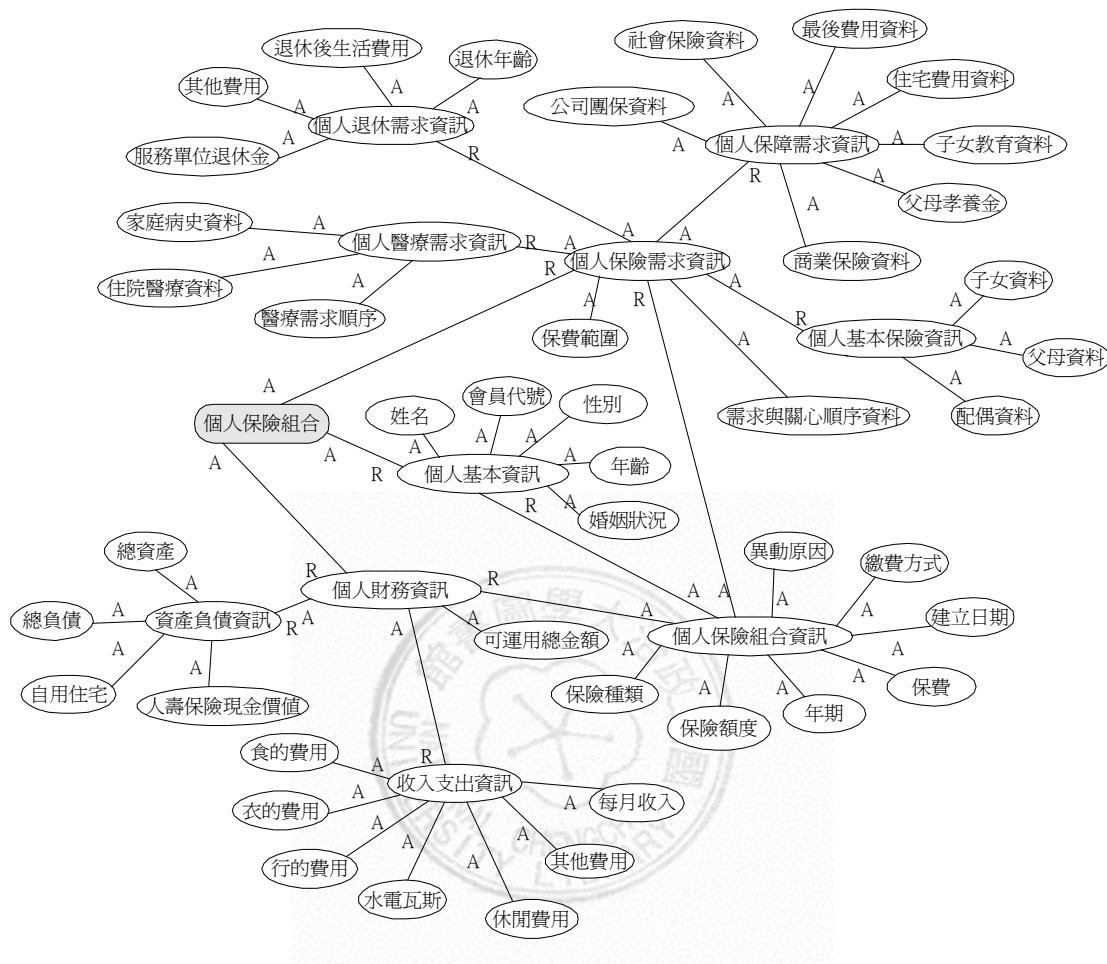 退休後生活費用
退休年齡
其他費用
服務單位退休金
個人退休需求資訊
A
A
A
A
R
社會保險資料
最後費用資料
住宅費用資料
公司團保資料
子女教育資料
父母孝養金
商業保險資料
個人保障需求資訊
A
A
A
A
A
A
A
R
家庭病史資料
住院醫療資料
醫療需求順序
個人醫療需求資訊
A
A
A
R
個人保險需求資訊
A
A
A
A
A
R
R
保費範圍
A
需求與關心順序資料
子女資料
父母資料
配偶資料
個人基本保險資訊
A
A
A
R
個人保險組合
A
A
A
姓名
會員代號
性別
年齡
婚姻狀況
個人基本資訊
A
A
A
A
A
R
R
總資產
總負債
自用住宅
人壽保險現金價值
資產負債資訊
A
A
A
A
R
個人財務資訊
R
A
A
A
R
可運用總金額
異動原因
繳費方式
建立日期
保費
年期
保險額度
保險種類
個人保險組合資訊
A
A
A
A
A
A
A
A
A
A
食的費用
衣的費用
行的費用
水電瓦斯
休閒費用
其他費用
每月收入
收入支出資訊
R
A
A
A
A
A
A
A